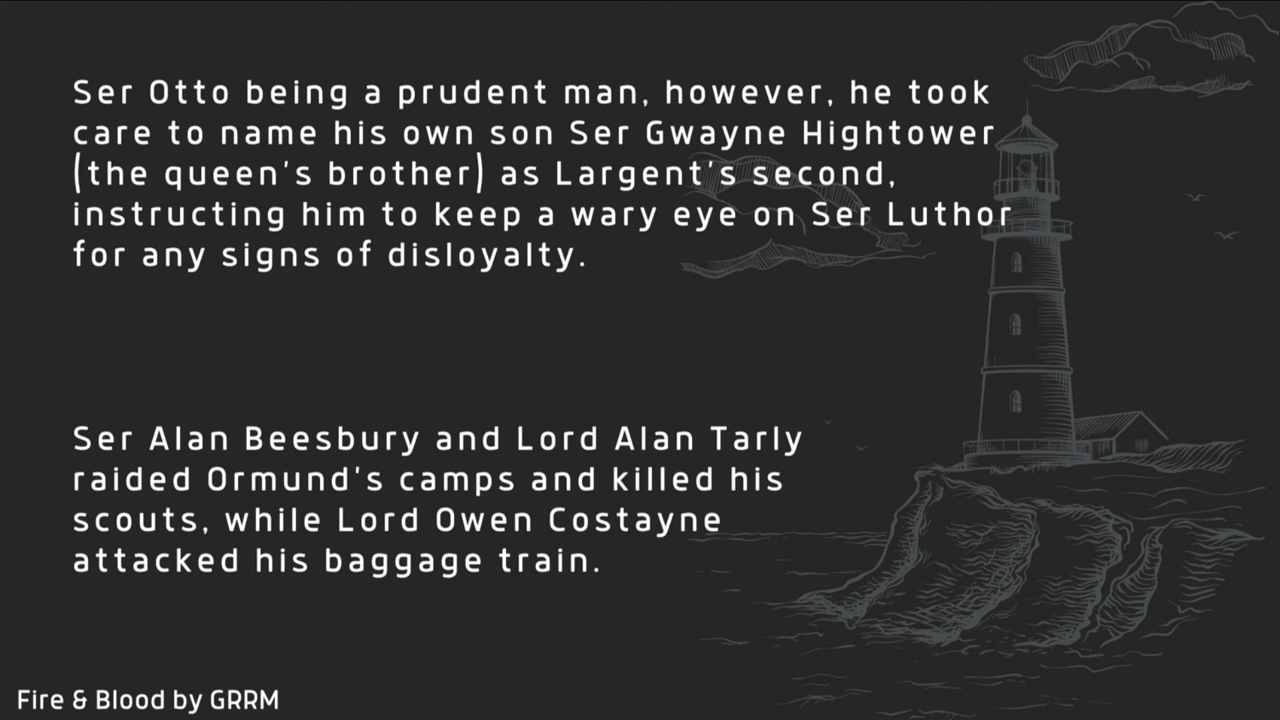 Ser Otto being a prudent man, however, he took
care to name his own son Ser Gwayne Hightower
(the queen's brother) as Largent's second,
instructing him to keep a wary eye on Ser Luthor
for any signs of disloyalty.
Ser Alan Beesbury and Lord Alan Tarly
raided Ormund's camps and killed his
scouts, while Lord Owen Costayne
attacked his baggage train.
Fire & Blood by GRRM